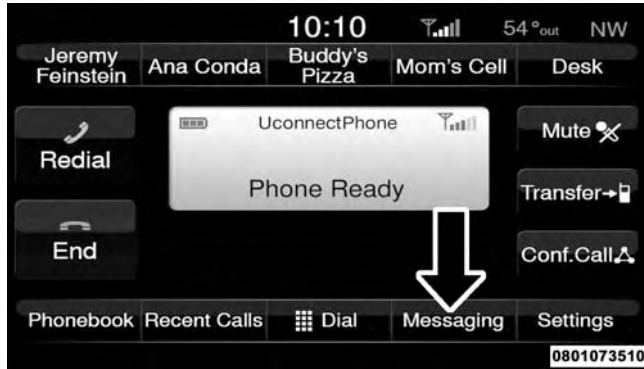 10:10 54°out NW
Jeremy Feinstein
Ana Conda
Buddy's Pizza
Mom's Cell
Desk
Redial
UconnectPhone
Phone Ready
Mute
Transfer
End
Conf.Call
Phonebook
Recent Calls
Dial
Messaging
Settings
0801073510